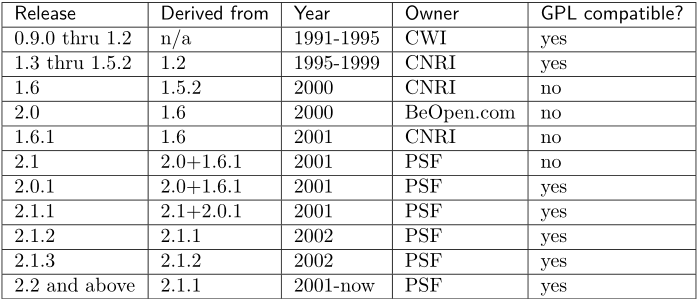 Release Derived from Year Owner GPL compatible?
0.9.0 thru 1.2 n/a 1991-1995 CWI yes
1.3 thru 1.5.2 1.2 1995-1999 CNRI yes
1.6 1.5.2 2000 CNRI no
2.0 1.6 2000 BeOpen.com no
1.6.1 1.6 2001 CNRI no
2.1 2.0+1.6.1 2001 PSF no
2.0.1 2.0+1.6.1 2001 PSF yes
2.1.1 2.1+2.0.1 2001 PSF yes
2.1.2 2.1.1 2002 PSF yes
2.1.3 2.1.2 2002 PSF yes
2.2 and above 2.1.1 2001-now PSF yes